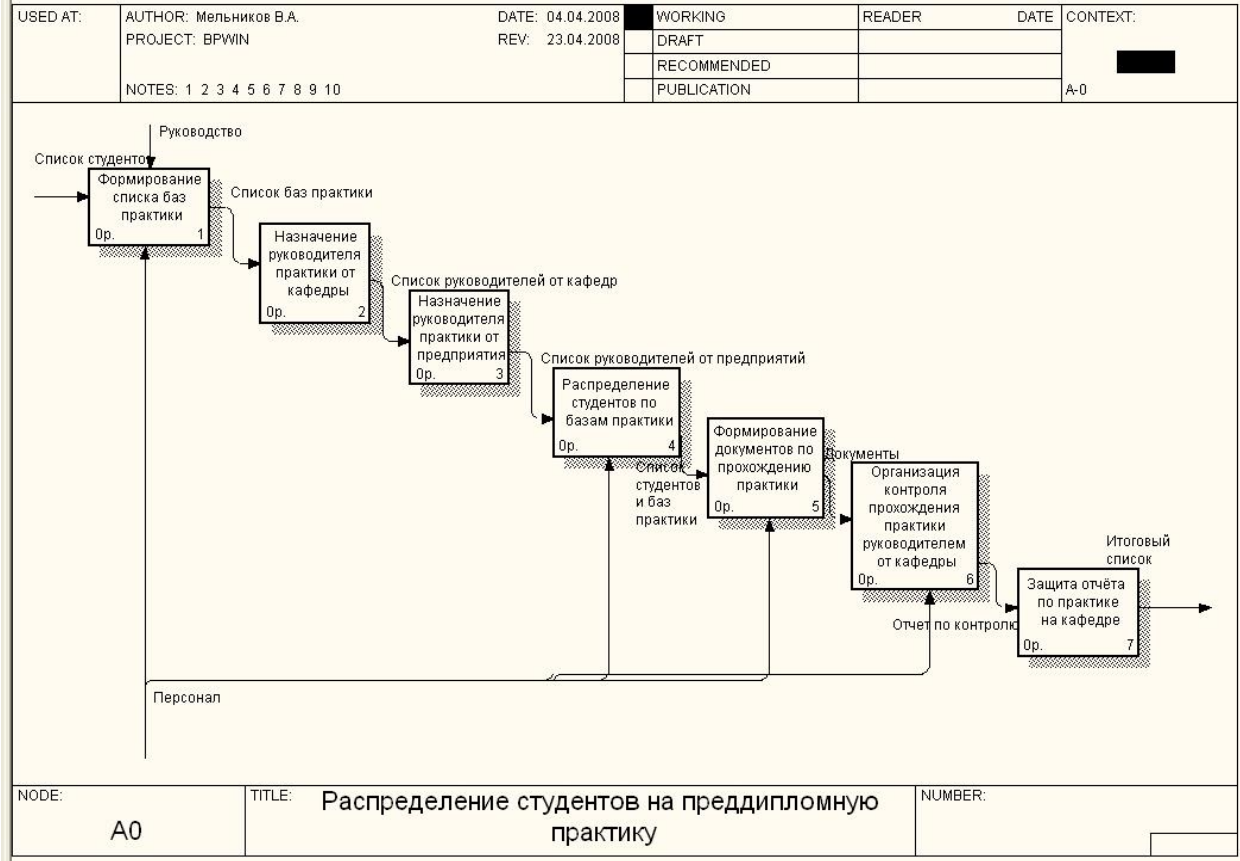 USED AT:
AUTHOR: Мельников В.А.
DATE: 04.04.2008
WORKING
READER
DATE
CONTEXT:
PROJECT: BPWIN
REV: 23.04.2008
DRAFT
RECOMMENDED
NOTES: 1 2 3 4 5 6 7 8 9 10
PUBLICATION
A-0
Руководство
Список студентов
Формирование
списка баз
практики
0р. 1
Список баз практики
Назначение
руководителя
практики от
кафедры
0р. 2
Список руководителей от кафедр
Назначение
руководителя
практики от
предприятия
0р. 3
Список руководителей от предприятий
Распределение
студентов по
базам практики
0р. 4
Список
студентов
и баз
практики
Формирование
документов по
прохождению
практики
0р. 5
Документы
Организация
контроля
прохождения
практики
руководителем
от кафедры
0р. 6
Отчет по контролю
Итоговый
список
Защита отчёта
по практике
на кафедре
0р. 7
Персонал
NODE:
A0
TITLE:
Распределение студентов на преддипломную
практику
NUMBER: